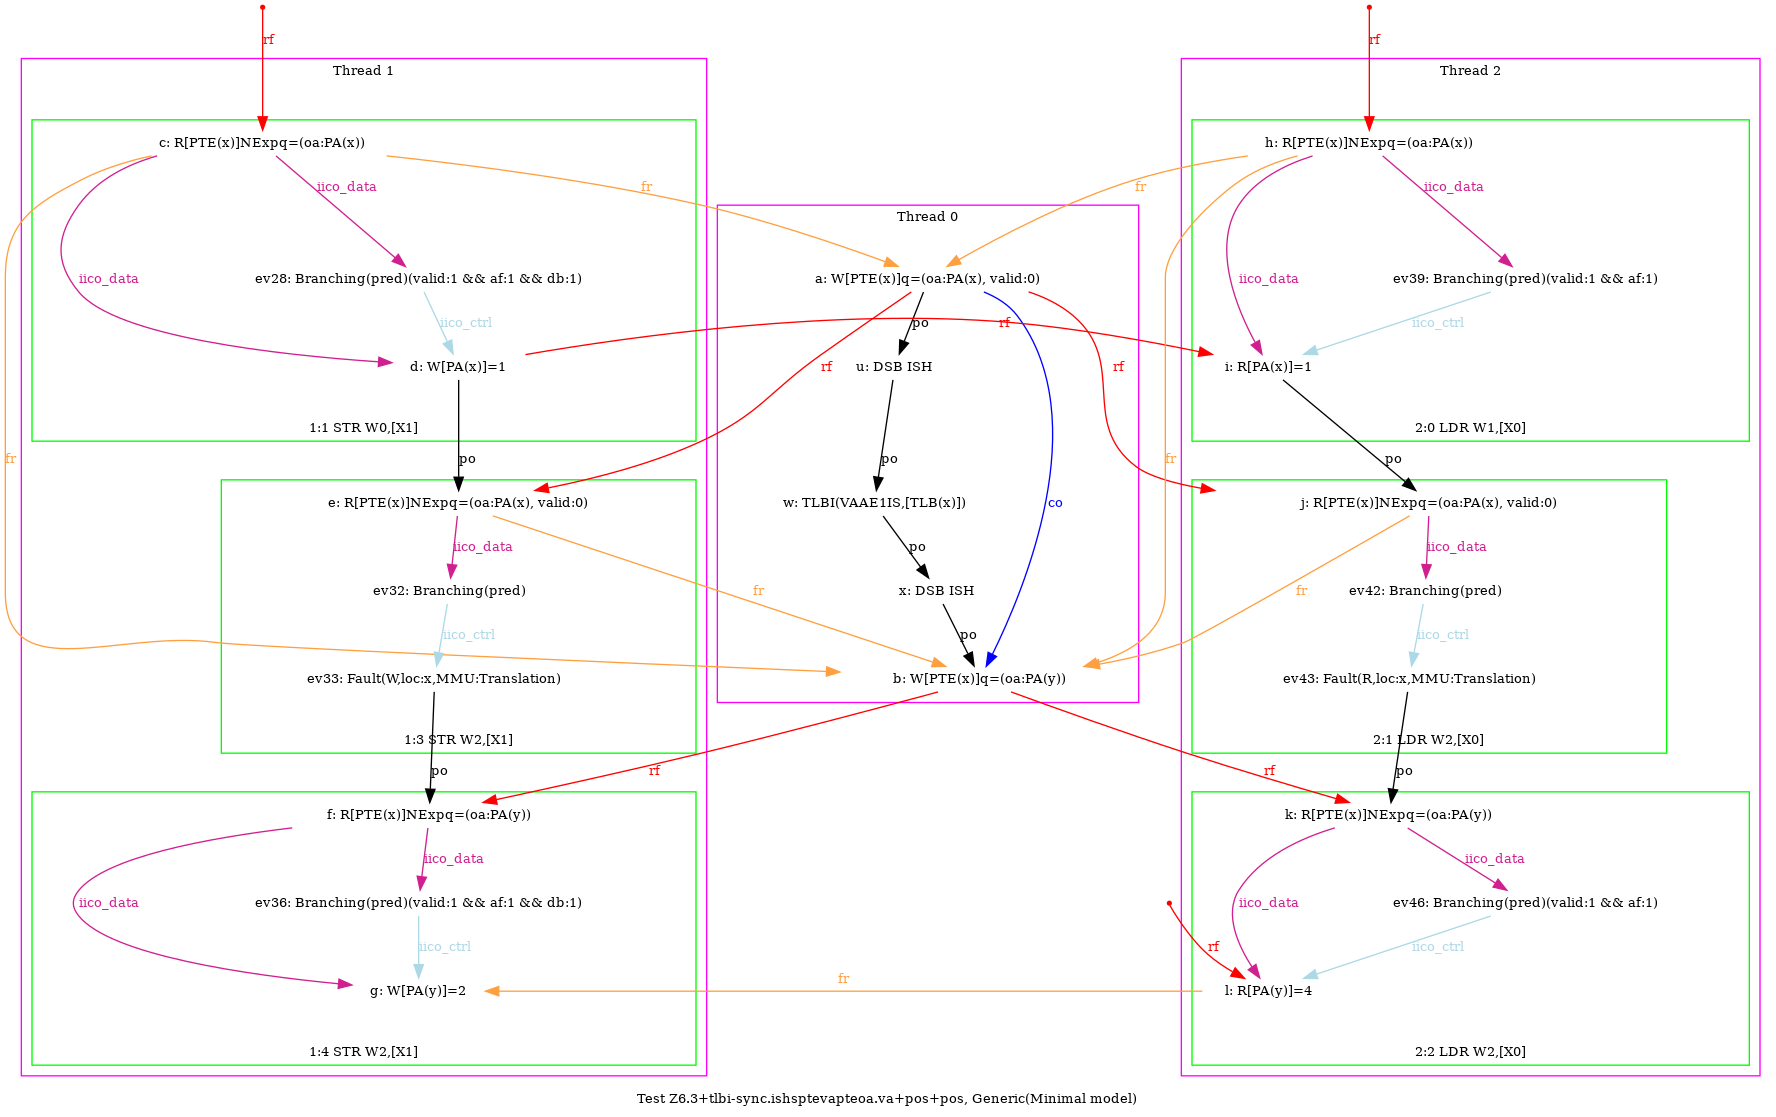 rf
rf
Thread 1
Thread 2
c: R[PTE(x)]NExpq=(oa:PA(x))
h: R[PTE(x)]NExpq=(oa:PA(x))
iico_data
fr
fr
iico_data
Thread 0
iico_data
ev28: Branching(pred)(valid:1 && af:1 && db:1)
a: W[PTE(x)]q=(oa:PA(x), valid:0)
iico_data
ev39: Branching(pred)(valid:1 && af:1)
iico_ctrl
po
rf
iico_ctrl
d: W[PA(x)]=1
rf
u: DSB ISH
rf
i: R[PA(x)]=1
1:1 STR W0,[X1]
2:0 LDR W1,[X0]
fr
po
po
fr
po
e: R[PTE(x)]NExpq=(oa:PA(x), valid:0)
w: TLBI(VAAE1IS,[TLB(x)])
co
j: R[PTE(x)]NExpq=(oa:PA(x), valid:0)
iico_data
po
iico_data
ev32: Branching(pred)
fr
x: DSB ISH
fr
ev42: Branching(pred)
iico_ctrl
po
iico_ctrl
ev33: Fault(W,loc:x,MMU:Translation)
b: W[PTE(x)]q=(oa:PA(y))
ev43: Fault(R,loc:x,MMU:Translation)
1:3 STR W2,[X1]
2:1 LDR W2,[X0]
po
rf
rf
po
f: R[PTE(x)]NExpq=(oa:PA(y))
k: R[PTE(x)]NExpq=(oa:PA(y))
iico_data
iico_data
iico_data
ev36: Branching(pred)(valid:1 && af:1 && db:1)
iico_data
ev46: Branching(pred)(valid:1 && af:1)
iico_ctrl
rf
iico_ctrl
g: W[PA(y)]=2
fr
l: R[PA(y)]=4
1:4 STR W2,[X1]
2:2 LDR W2,[X0]
Test Z6.3+tlbi-sync.ishsptevapteoa.va+pos+pos, Generic(Minimal model)